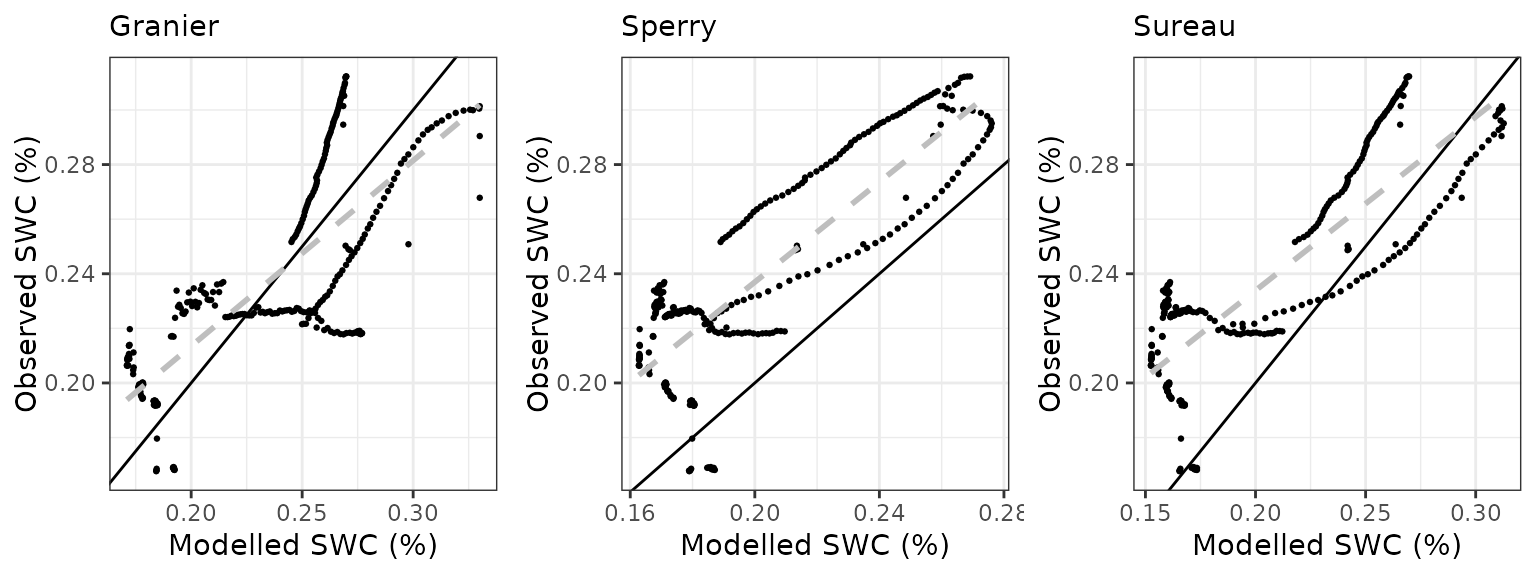 Granier
Observed SWC (%)
0.28
0.24
0.20
0.20 0.25 0.30
Modelled SWC (%)
Sperry
Observed SWC (%)
0.28
0.24
0.20
0.16 0.20 0.24 0.28
Modelled SWC (%)
Sureau
Observed SWC (%)
0.28
0.24
0.20
0.15 0.20 0.25 0.30
Modelled SWC (%)